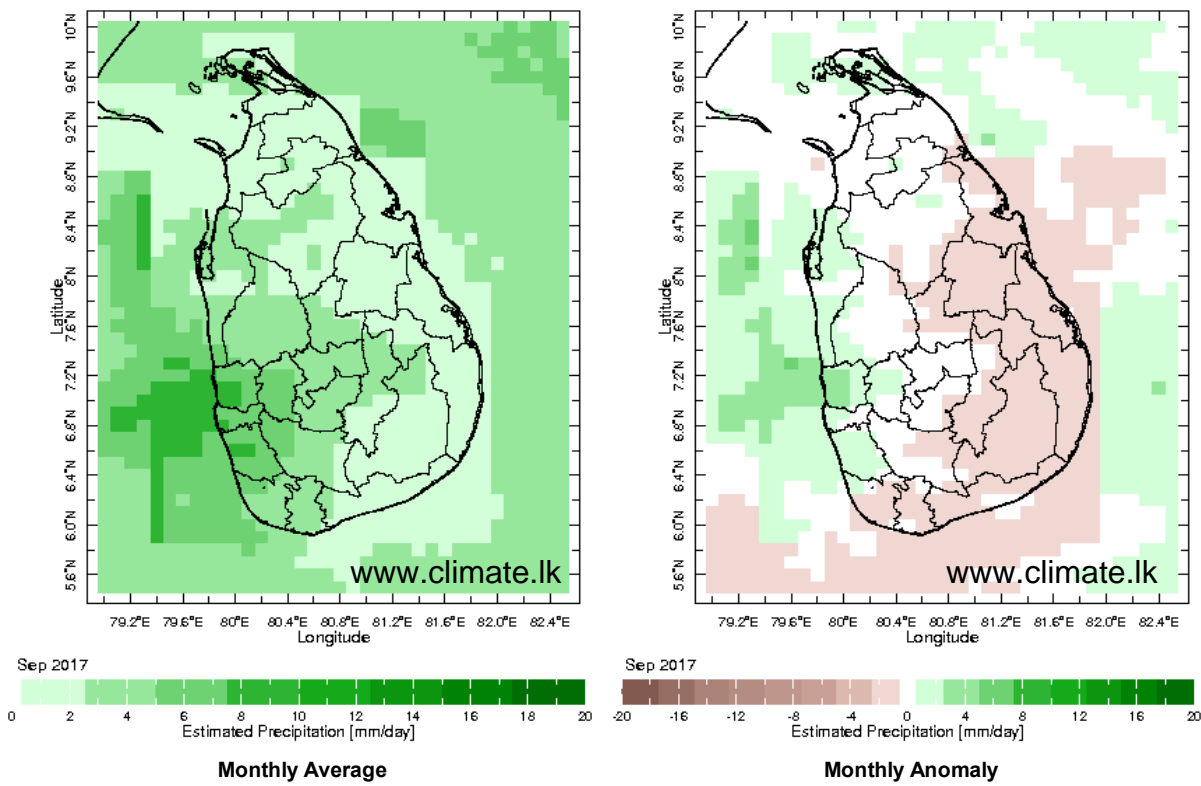 10°N
9.6°N
9.2°N
8.8°N
8.4°N
8°N
7.6°N
7.2°N
6.8°N
6.4°N
6.0°N
5.6°N
Latitude
www.climate.lk
79.2°E 79.6°E 80°E 80.4°E 80.8°E 81.2°E 81.6°E 82.0°E 82.4°E
Longitude
Sep 2017
0 2 4 6 8 10 12 14 16 18 20
Estimated Precipitation [mm/day]
Monthly Average
10°N
9.6°N
9.2°N
8.8°N
8.4°N
8°N
7.6°N
7.2°N
6.8°N
6.4°N
6.0°N
5.6°N
Latitude
www.climate.lk
79.2°E 79.6°E 80°E 80.4°E 80.8°E 81.2°E 81.6°E 82.0°E 82.4°E
Longitude
Sep 2017
-20 -16 -12 -8 -4 0 4 8 12 16 20
Estimated Precipitation [mm/day]
Monthly Anomaly